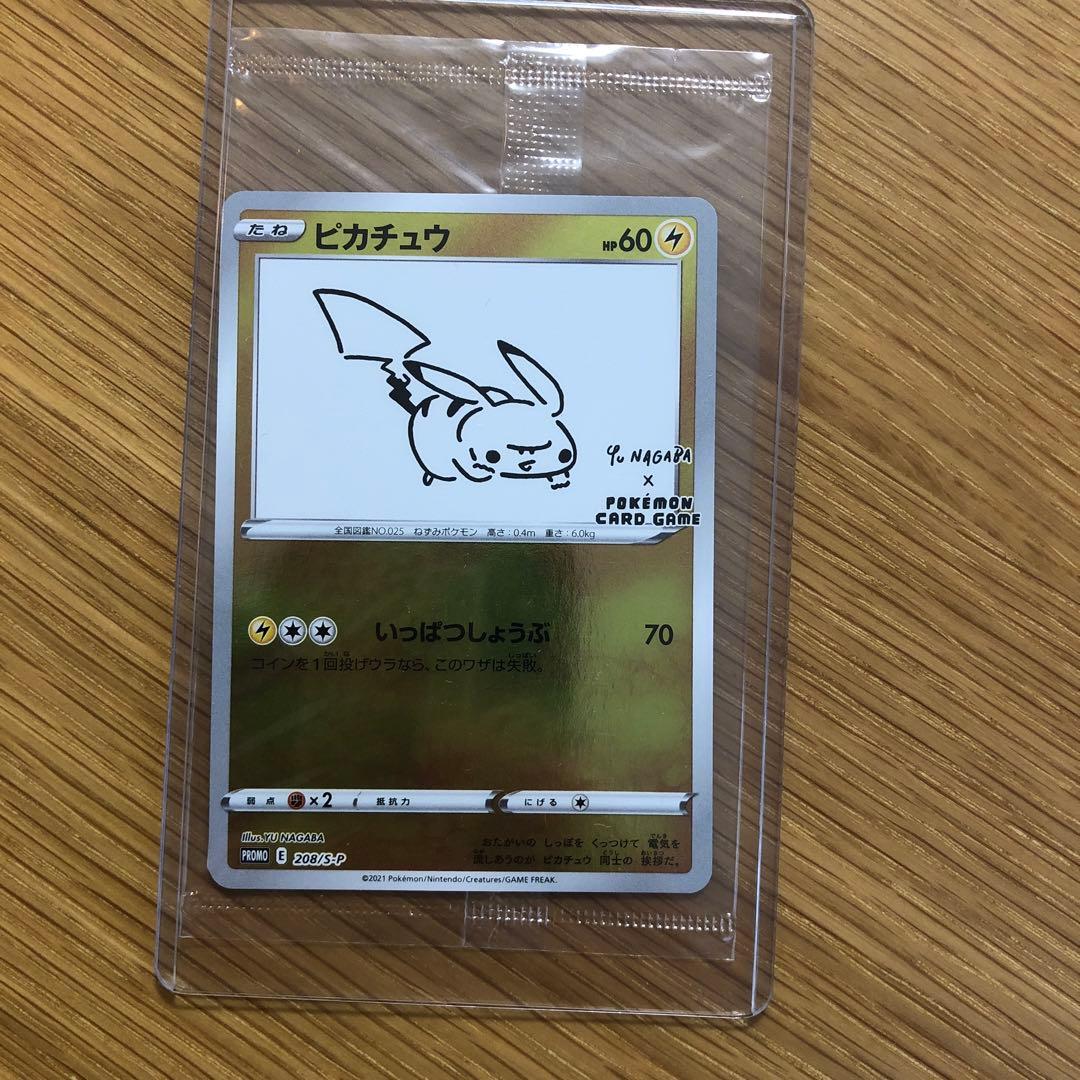 たね ピカチュウ HP60
YU NAGABA
X
POKÉMON
CARD GAME
全国図鑑NO.025 ねずみポケモン 高さ:0.4m 重さ:6.0kg
いっぱつしょうぶ 70
コインを1回投げウラなら、このワザは失敗。
弱点 ×2 抵抗力 にげる
Illus.YU NAGABA
おたがいの しっぽを くっつけて 電気を
PROMO E 208/S-P 流しあうのが ピカチュウ 同士の 挨拶だ。
©2021 Pokémon/Nintendo/Creatures/GAME FREAK.